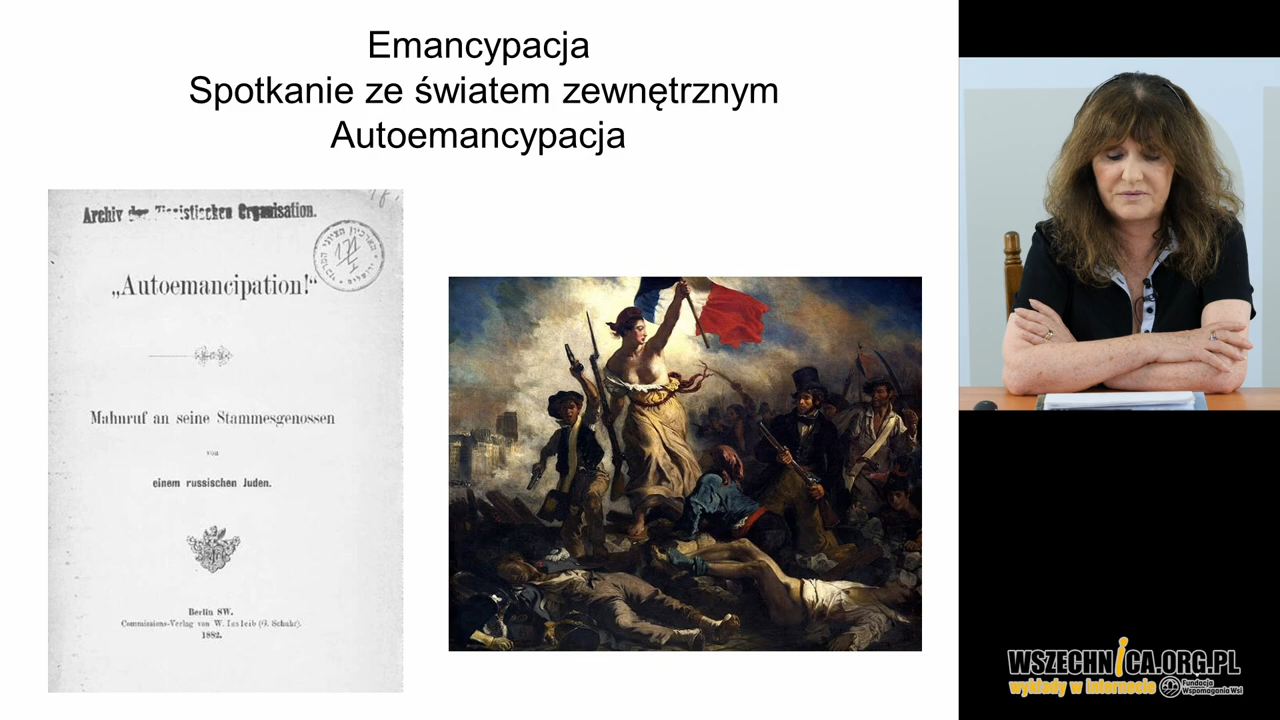 Emancypacja
Spotkanie ze światem zewnętrznym
Autoemancypacja
Archiv der Zionistischen Organisation.
„Autoemancipation!“
Mahnruf an seine Stammesgenossen
von
einem russischen Juden.
Berlin SW.
Commissions-Verlag von W. Issleib (G. Schuhr).
1882.
WSZECHNICA.ORG.PL
wykłady w internecie
Fundacja
Wspomagania Wsi